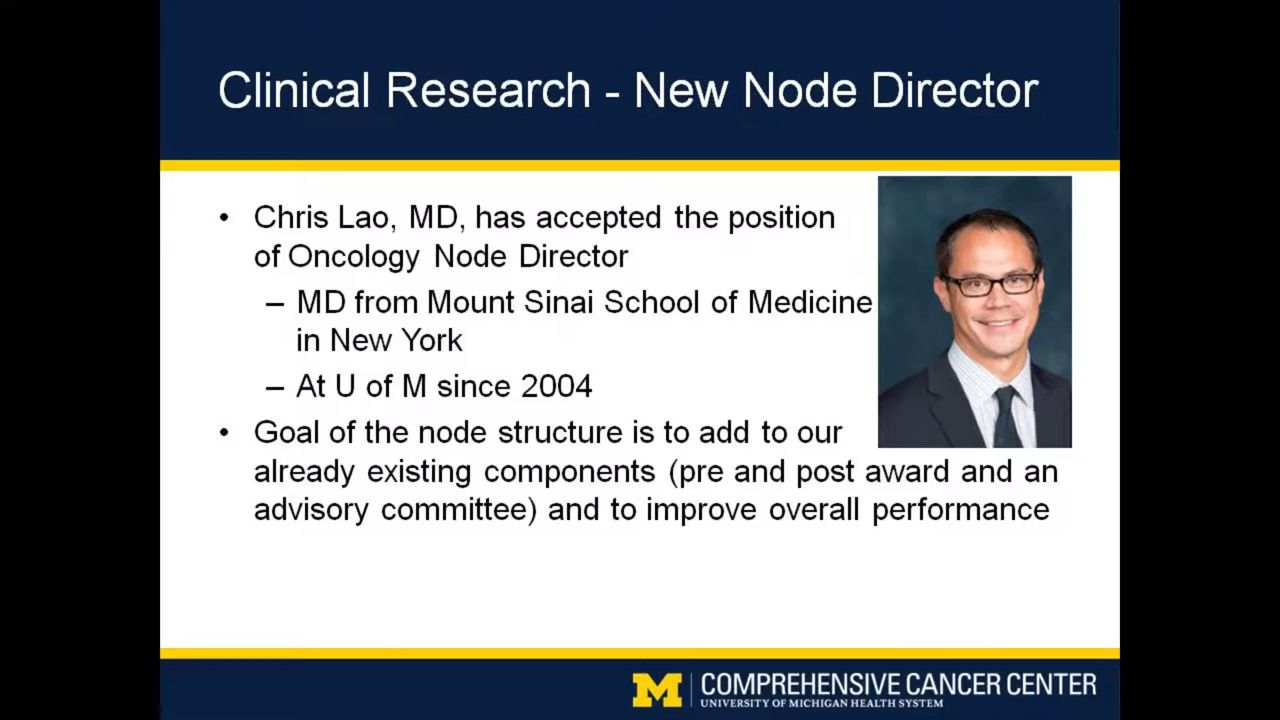 Clinical Research - New Node Director
• Chris Lao, MD, has accepted the position
of Oncology Node Director
– MD from Mount Sinai School of Medicine
in New York
– At U of M since 2004
• Goal of the node structure is to add to our
already existing components (pre and post award and an
advisory committee) and to improve overall performance
M COMPREHENSIVE CANCER CENTER
UNIVERSITY OF MICHIGAN HEALTH SYSTEM